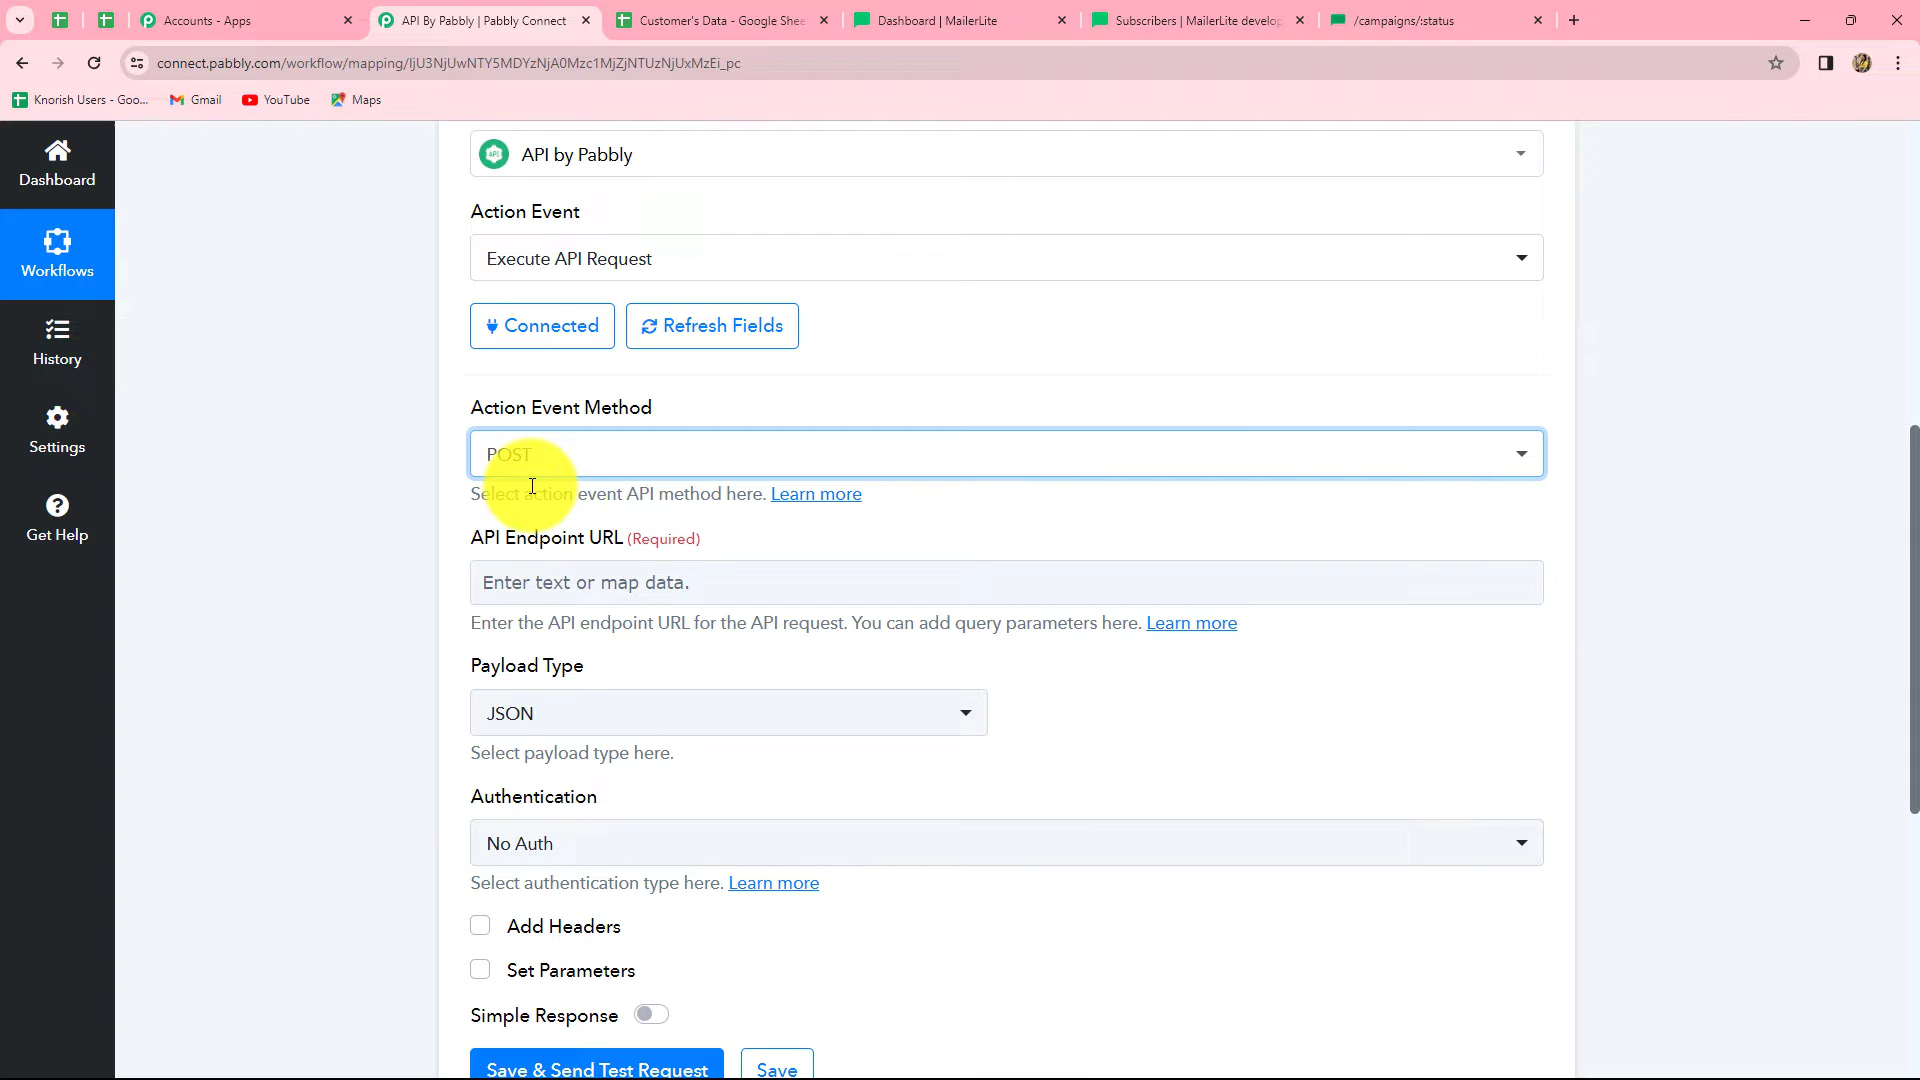 Accounts - Apps
API By Pabbly | Pabbly Connect
Customer's Data - Google Shee
Dashboard | MailerLite
Subscribers | MailerLite develop
/campaigns/:status
connect.pabbly.com/workflow/mapping/IjU3NjUwNTY5MDYzNjA0Mzc1MjZjNTUzNjUxMzEi_pc
Knorish Users - Goo...
Gmail
YouTube
Maps
Dashboard
Workflows
History
Settings
Get Help
API
API by Pabbly
Action Event
Execute API Request
Connected
Refresh Fields
Action Event Method
POST
Select action event API method here. Learn more
API Endpoint URL (Required)
Enter text or map data.
Enter the API endpoint URL for the API request. You can add query parameters here. Learn more
Payload Type
JSON
Select payload type here.
Authentication
No Auth
Select authentication type here. Learn more
Add Headers
Set Parameters
Simple Response
Save & Send Test Request
Save